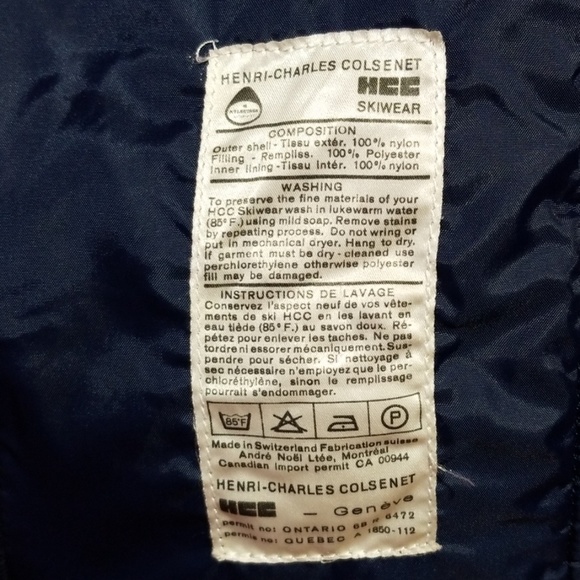 HENRI-CHARLES COLSENET
HCC
SKIWEAR
COMPOSITION
Outer shell - Tissu extér. 100% nylon
Filling - Rempliss. 100% Polyester
Inner lining - Tissu Intér. 100% nylon
WASHING
To preserve the fine materials of your
HCC Skiwear wash in lukewarm water
(85° F.) using mild soap. Remove stains
by repeating process. Do not wring or
put in mechanical dryer. Hang to dry.
If garment must be dry - cleaned use
perchlorethylene otherwise polyester
fill may be damaged.
INSTRUCTIONS DE LAVAGE
Conservez l'aspect neuf de vos vête-
ments de ski HCC en les lavant en
eau tiède (85° F.) au savon doux. Ré-
pétez pour enlever les taches. Ne pas
tordre ni essorer mécaniquement. Sus-
pendre pour sécher. Si nettoyage à
sec nécessaire n'employez que le per-
chloréthylène, sinon le remplissage
pourrait s'endommager.
85°F P
Made in Switzerland Fabrication suisse
André Noël Ltée, Montréal
Canadian import permit CA 00944
HENRI-CHARLES COLSENET
HCC - Genève
permit no: ONTARIO 68 R 6472
permis no: QUEBEC A 1850-112